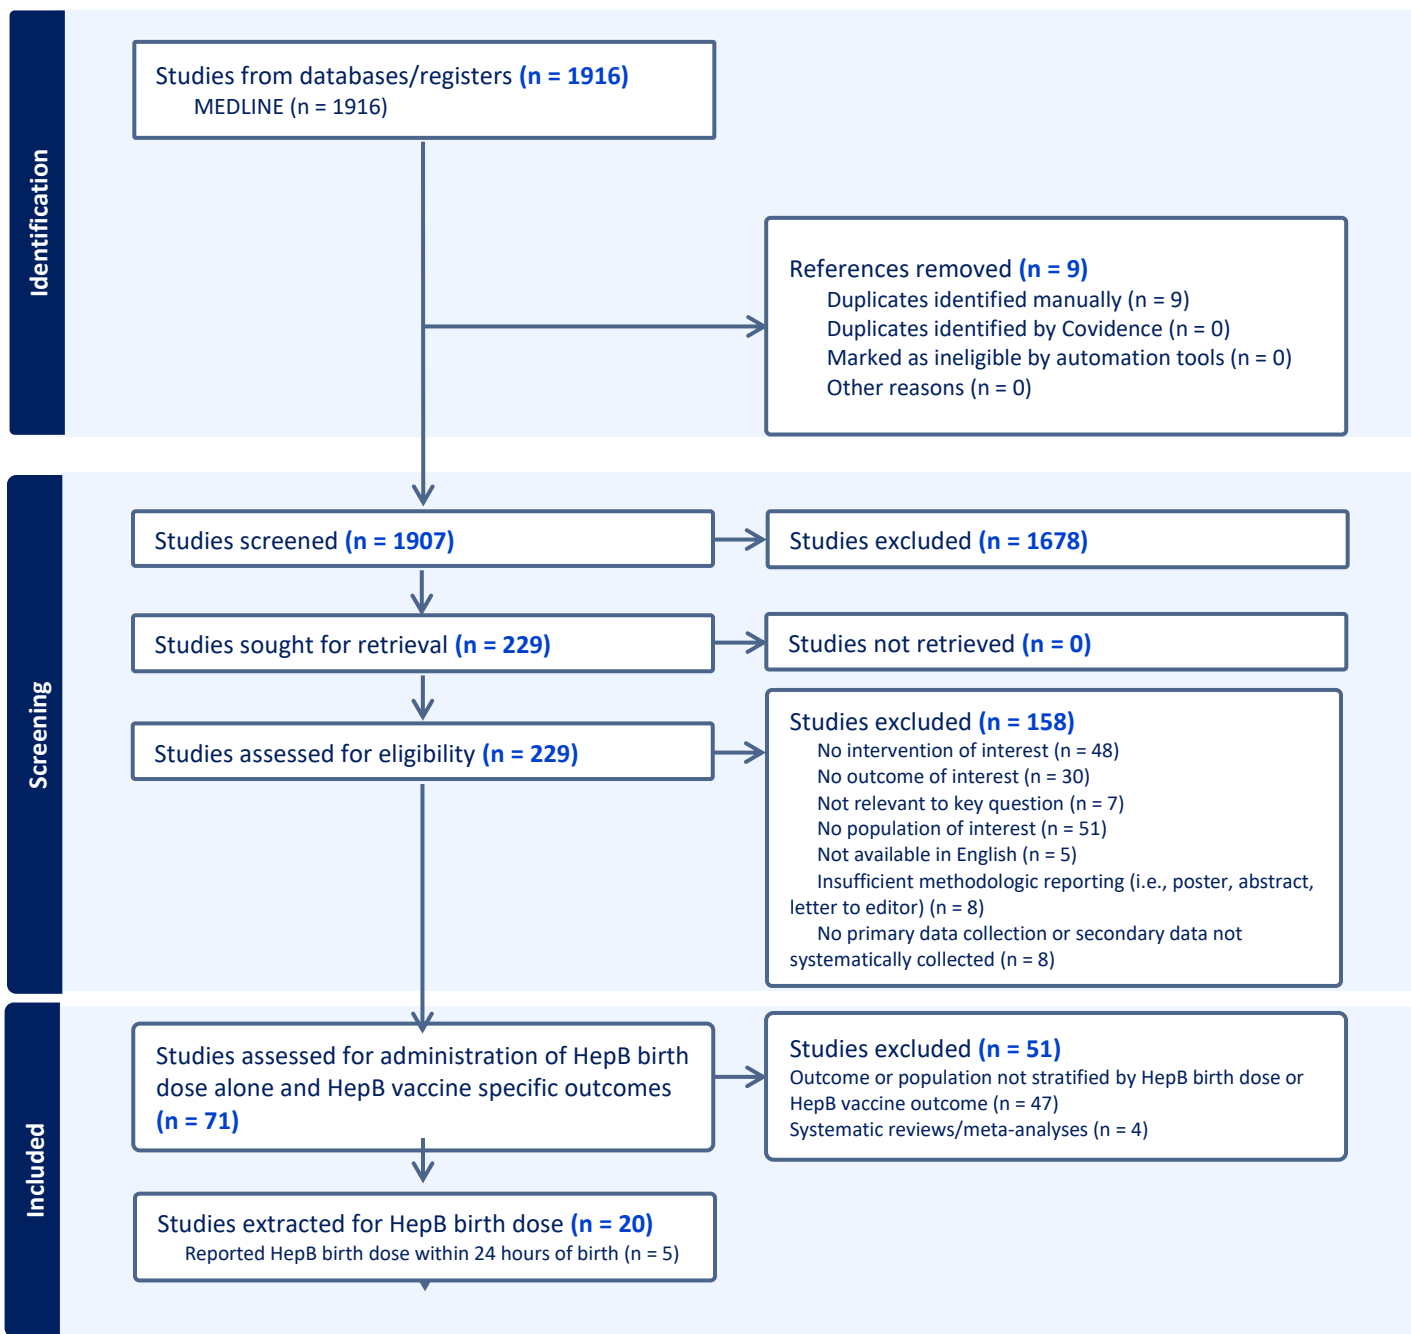 Identification
Studies from databases/registers (n = 1916)
MEDLINE (n = 1916)
References removed (n = 9)
Duplicates identified manually (n = 9)
Duplicates identified by Covidence (n = 0)
Marked as ineligible by automation tools (n = 0)
Other reasons (n = 0)
Screening
Studies screened (n = 1907)
Studies excluded (n = 1678)
Studies sought for retrieval (n = 229)
Studies not retrieved (n = 0)
Studies assessed for eligibility (n = 229)
Studies excluded (n = 158)
No intervention of interest (n = 48)
No outcome of interest (n = 30)
Not relevant to key question (n = 7)
No population of interest (n = 51)
Not available in English (n = 5)
Insufficient methodologic reporting (i.e., poster, abstract,
letter to editor) (n = 8)
No primary data collection or secondary data not
systematically collected (n = 8)
Included
Studies assessed for administration of HepB birth
dose alone and HepB vaccine specific outcomes
(n = 71)
Studies excluded (n = 51)
Outcome or population not stratified by HepB birth dose or
HepB vaccine outcome (n = 47)
Systematic reviews/meta-analyses (n = 4)
Studies extracted for HepB birth dose (n = 20)
Reported HepB birth dose within 24 hours of birth (n = 5)